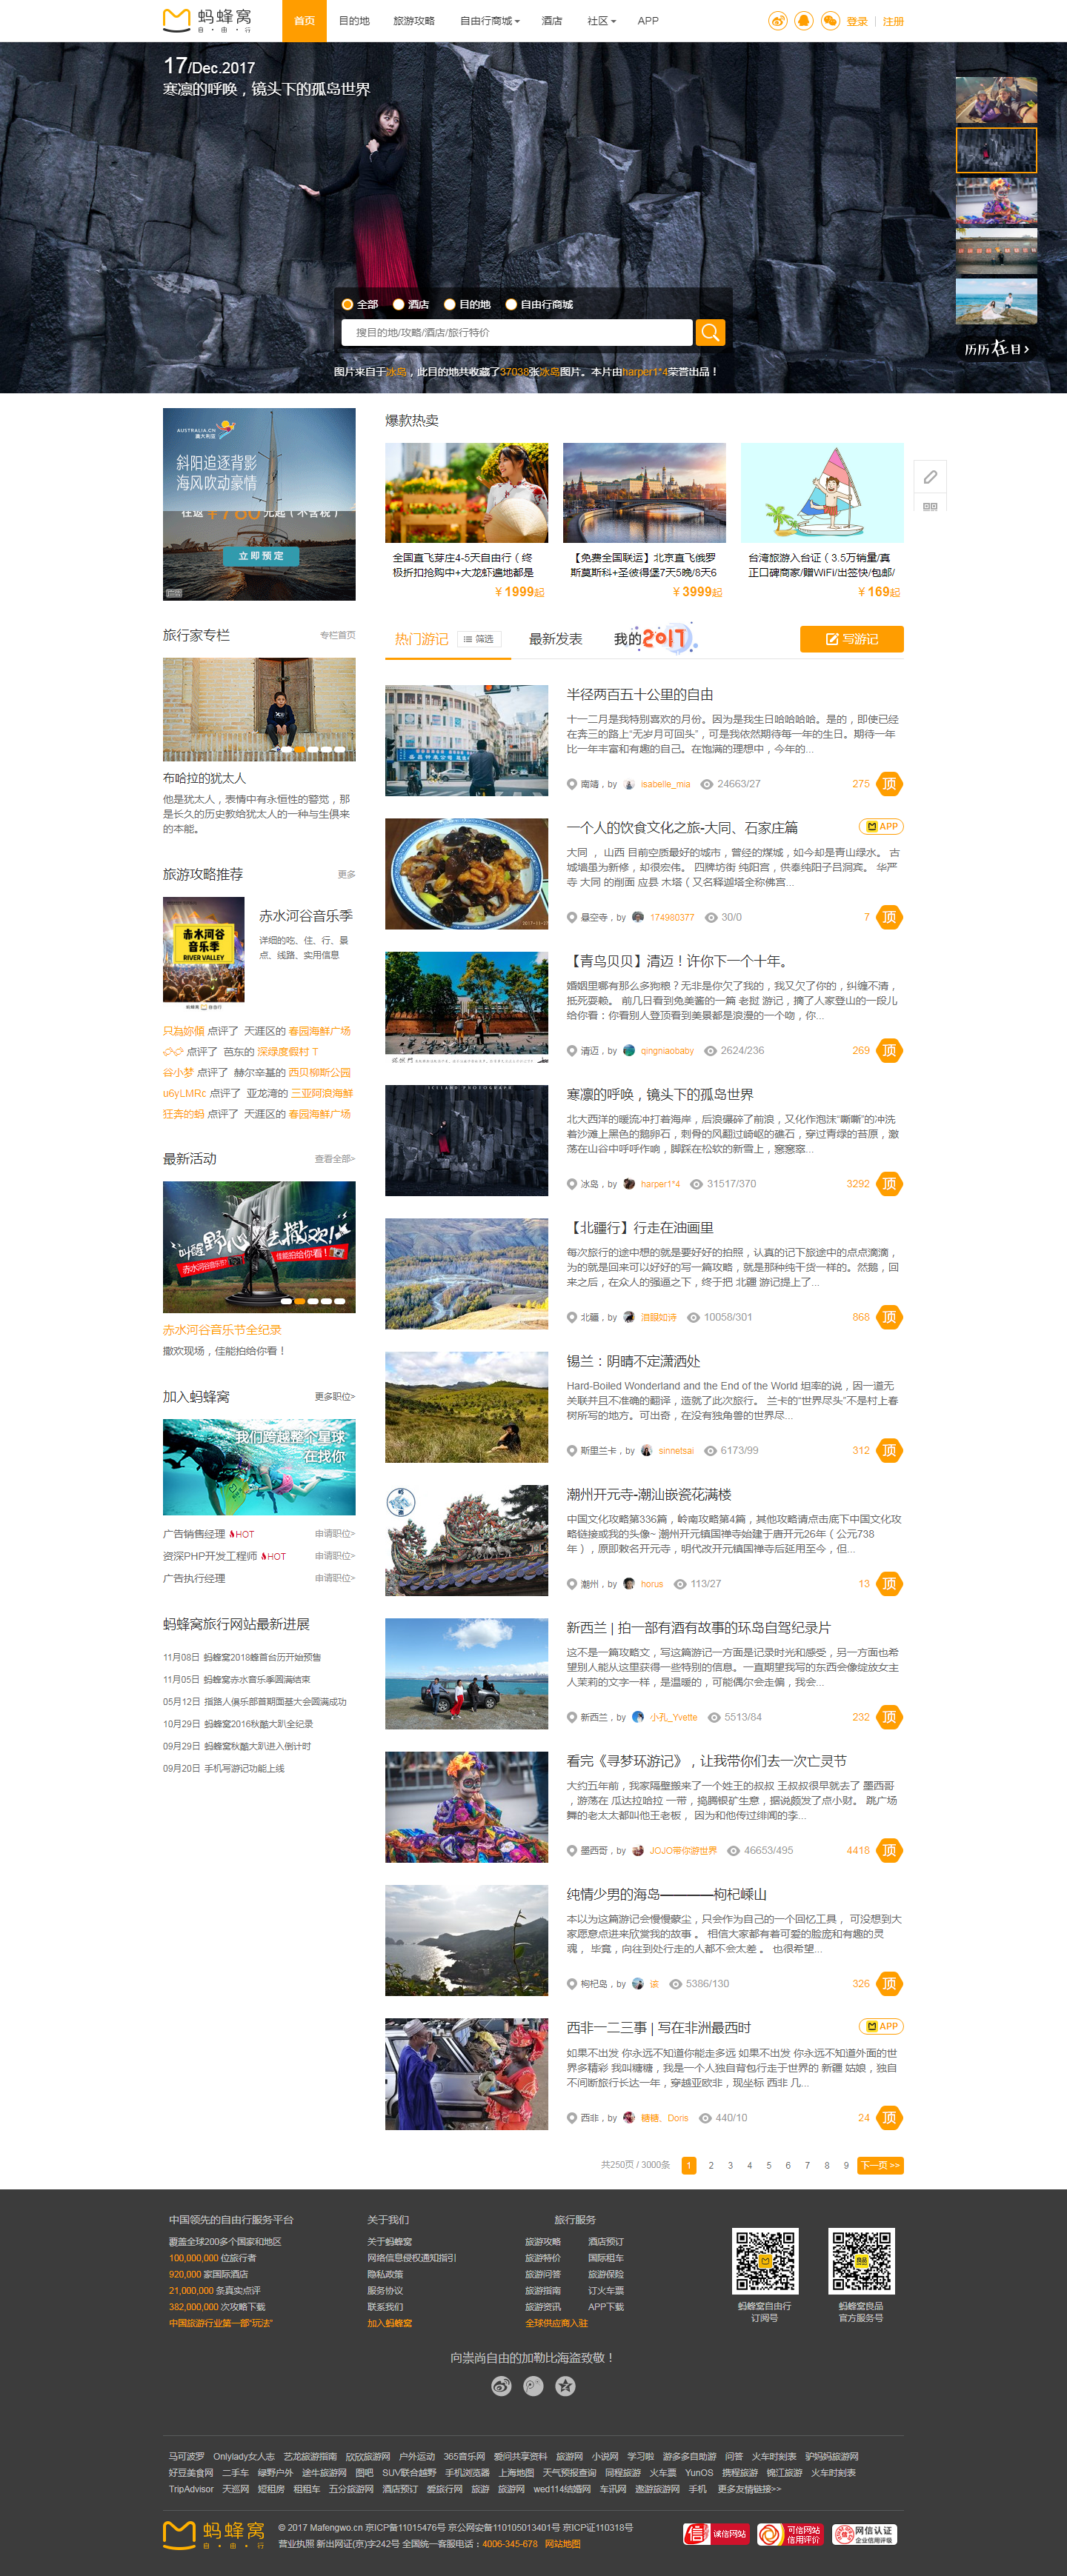 蚂蜂窝
自·由·行
首页 目的地 旅游攻略 自由行商城 酒店 社区 APP
登录 | 注册
17/Dec.2017
寒凛的呼唤，镜头下的孤岛世界
全部 酒店 目的地 自由行商城
搜目的地/攻略/酒店/旅行特价
历历在目
图片来自于冰岛，此目的地共收藏了37038张冰岛图片。本片由harper1*4荣誉出品！
AUSTRALIA.CN
澳大利亚
斜阳追逐背影
海风吹动豪情
立即预定
爆款热卖
全国直飞芽庄4-5天自由行（终
极折扣抢购中+大龙虾遍地都是
￥1999起
【免费全国联运】北京直飞俄罗
斯莫斯科+圣彼得堡7天5晚/8天6
￥3999起
台湾旅游入台证（3.5万销量/真
正口碑商家/赠WiFi/出签快/包邮/
￥169起
旅行家专栏 专栏首页
布哈拉的犹太人
他是犹太人，表情中有永恒性的警觉，那
是长久的历史教给犹太人的一种与生俱来
的本能。
旅游攻略推荐 更多
赤水河谷
音乐季
RIVER VALLEY
赤水河谷音乐季
详细的吃、住、行、景
点、线路、实用信息
点评了 天涯区的 春园海鲜广场
点评了 芭东的 深绿度假村 T
谷小梦 点评了 赫尔辛基的 西贝柳斯公园
u6yLMRc 点评了 亚龙湾的 三亚阿浪海鲜
狂奔的蚂 点评了 天涯区的 春园海鲜广场
最新活动 查看全部>
叫醒野心 去撒欢!
赤水河谷音乐节 佳能拍给你看!
赤水河谷音乐节全纪录
撒欢现场，佳能拍给你看！
加入蚂蜂窝 更多职位>
我们跨越整个星球
在找你
广告销售经理 HOT 申请职位>
资深PHP开发工程师 HOT 申请职位>
广告执行经理 申请职位>
蚂蜂窝旅行网站最新进展
11月08日 蚂蜂窝2018蜂首台历开始预售
11月05日 蚂蜂窝赤水音乐季圆满结束
05月12日 指路人俱乐部首期面基大会圆满成功
10月29日 蚂蜂窝2016秋酷大趴全纪录
09月29日 蚂蜂窝秋酷大趴进入倒计时
09月20日 手机写游记功能上线
热门游记 筛选 最新发表 我的2017 写游记
半径两百五十公里的自由
十一二月是我特别喜欢的月份。因为是我生日哈哈哈哈。是的，即使已经
在奔三的路上“无岁月可回头”，可是我依然期待每一年的生日。期待一年
比一年丰富和有趣的自己。在饱满的理想中，今年的...
南靖，by isabelle_mia 24663/27 275 顶
一个人的饮食文化之旅-大同、石家庄篇 APP
大同 ， 山西 目前空质最好的城市，曾经的煤城，如今却是青山绿水。 古
城墙虽为新修，却很宏伟。 四牌坊街 纯阳宫，供奉纯阳子吕洞宾。 华严
寺 大同 的削面 应县 木塔（又名释迦塔全称佛宫...
悬空寺，by 174980377 30/0 7 顶
【青鸟贝贝】清迈！许你下一个十年。
婚姻里哪有那么多狗粮？无非是你欠了我的，我又欠了你的，纠缠不清，
抵死耍赖。 前几日看到兔美酱的一篇 老挝 游记，摘了人家登山的一段儿
给你看：你看别人登顶看到美景都是浪漫的一个吻，你...
清迈，by qingniaobaby 2624/236 269 顶
寒凛的呼唤，镜头下的孤岛世界
北大西洋的暖流冲打着海岸，后浪碾碎了前浪，又化作泡沫“嘶嘶”的冲洗
着沙滩上黑色的鹅卵石，刺骨的风翻过崎岖的礁石，穿过青绿的苔原，激
荡在山谷中呼呼作响，脚踩在松软的新雪上，窸窸窣...
冰岛，by harper1*4 31517/370 3292 顶
【北疆行】行走在油画里
每次旅行的途中想的就是要好好的拍照，认真的记下旅途中的点点滴滴，
为的就是回来可以好好的写一篇攻略，就是那种纯干货一样的。然鹅，回
来之后，在众人的强逼之下，终于把 北疆 游记提上了...
北疆，by 泪眼如诗 10058/301 868 顶
锡兰：阴晴不定潇洒处
Hard-Boiled Wonderland and the End of the World 坦率的说，因一道无
关联并且不准确的翻译，造就了此次旅行。 兰卡的“世界尽头”不是村上春
树所写的地方。可出奇，在没有独角兽的世界尽...
斯里兰卡，by sinnetsai 6173/99 312 顶
潮州开元寺-潮汕嵌瓷花满楼
中国文化攻略第336篇，岭南攻略第4篇，其他攻略请点击底下中国文化攻
略链接或我的头像~ 潮州开元镇国禅寺始建于唐开元26年（公元738
年），原即敕名开元寺，明代改开元镇国禅寺后延用至今，但...
潮州，by horus 113/27 13 顶
新西兰 | 拍一部有酒有故事的环岛自驾纪录片
这不是一篇攻略文，写这篇游记一方面是记录时光和感受，另一方面也希
望别人能从这里获得一些特别的信息。一直期望我写的东西会像绽放女主
人茉莉的文字一样，是温暖的，可能偶尔会走偏，我会...
新西兰，by 小孔_Yvette 5513/84 232 顶
看完《寻梦环游记》，让我带你们去一次亡灵节
大约五年前，我家隔壁搬来了一个姓王的叔叔 王叔叔很早就去了 墨西哥
，游荡在 瓜达拉哈拉 一带，捣腾银矿生意，据说颇发了点小财。 跳广场
舞的老太太都叫他王老板， 因为和他传过绯闻的李...
墨西哥，by JOJO带你游世界 46653/495 4418 顶
纯情少男的海岛————枸杞嵊山
本以为这篇游记会慢慢蒙尘，只会作为自己的一个回忆工具， 可没想到大
家愿意点进来欣赏我的故事 。 相信大家都有着可爱的脸庞和有趣的灵
魂， 毕竟，向往到处行走的人都不会太差 。 也很希望...
枸杞岛，by 该 5386/130 326 顶
西非一二三事 | 写在非洲最西时 APP
如果不出发 你永远不知道你能走多远 如果不出发 你永远不知道外面的世
界多精彩 我叫糖糖，我是一个人独自背包行走于世界的 新疆 姑娘，独自
不间断旅行长达一年，穿越亚欧非，现坐标 西非 几...
西非，by 糖糖、Doris 440/10 24 顶
共250页 / 3000条 1 2 3 4 5 6 7 8 9 下一页 >>
中国领先的自由行服务平台
覆盖全球200多个国家和地区
100,000,000 位旅行者
920,000 家国际酒店
21,000,000 条真实点评
382,000,000 次攻略下载
中国旅游行业第一部“玩法”
关于我们
关于蚂蜂窝
网络信息侵权通知指引
隐私政策
服务协议
联系我们
加入蚂蜂窝
旅行服务
旅游攻略 酒店预订
旅游特价 国际租车
旅游问答 旅游保险
旅游指南 订火车票
旅游资讯 APP下载
全球供应商入驻
蚂蜂窝自由行
订阅号
蚂蜂窝良品
官方服务号
向崇尚自由的加勒比海盗致敬！
马可波罗 Onlylady女人志 艺龙旅游指南 欣欣旅游网 户外运动 365音乐网 爱问共享资料 旅游网 小说网 学习啦 游多多自助游 问答 火车时刻表 驴妈妈旅游网
好豆美食网 二手车 绿野户外 途牛旅游网 图吧 SUV联合越野 手机浏览器 上海地图 天气预报查询 同程旅游 火车票 YunOS 携程旅游 锦江旅游 火车时刻表
TripAdvisor 天巡网 短租房 租租车 五分旅游网 酒店预订 爱旅行网 旅游 旅游网 wed114结婚网 车讯网 遨游旅游网 手机 更多友情链接>>
蚂蜂窝
自·由·行
© 2017 Mafengwo.cn 京ICP备11015476号 京公网安备110105013401号 京ICP证110318号
营业执照 新出网证(京)字242号 全国统一客服电话：4006-345-678 网站地图
诚信网站
可信网站
信用评价
网信认证
企业信用评级